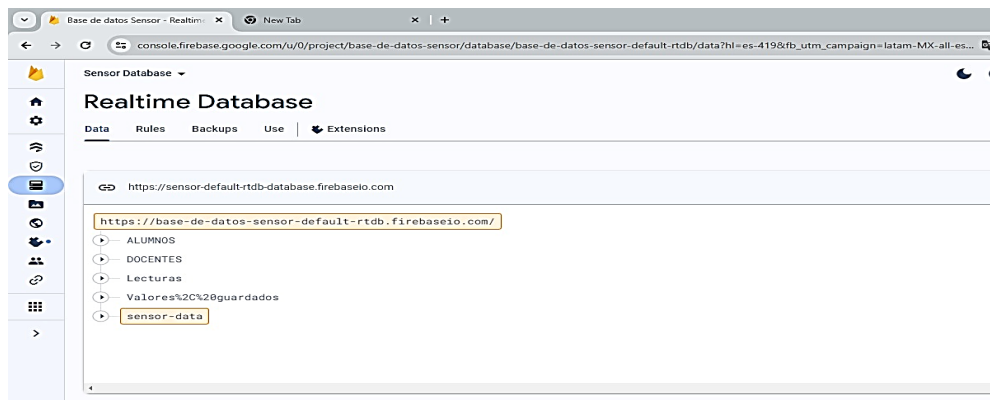 Base de datos Sensor - Realtim
New Tab
console.firebase.google.com/u/0/project/base-de-datos-sensor/database/base-de-datos-sensor-default-rtdb/data?hl=es-419&fb_utm_campaign=latam-MX-all-es...
Sensor Database
Realtime Database
Data Rules Backups Use Extensions
https://sensor-default-rtdb-database.firebaseio.com
https://base-de-datos-sensor-default-rtdb.firebaseio.com/
ALUMNOS
DOCENTES
Lecturas
Valores%2C%20guardados
sensor-data